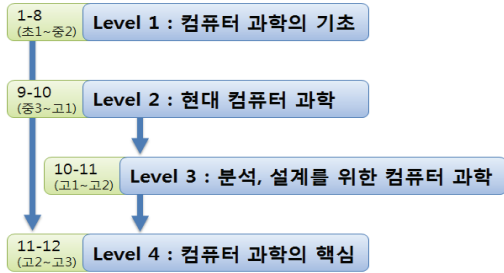 1-8
(초1~중2)
Level 1 : 컴퓨터 과학의 기초
9-10
(중3~고1)
Level 2 : 현대 컴퓨터 과학
10-11
(고1~고2)
Level 3 : 분석, 설계를 위한 컴퓨터 과학
11-12
(고2~고3)
Level 4 : 컴퓨터 과학의 핵심